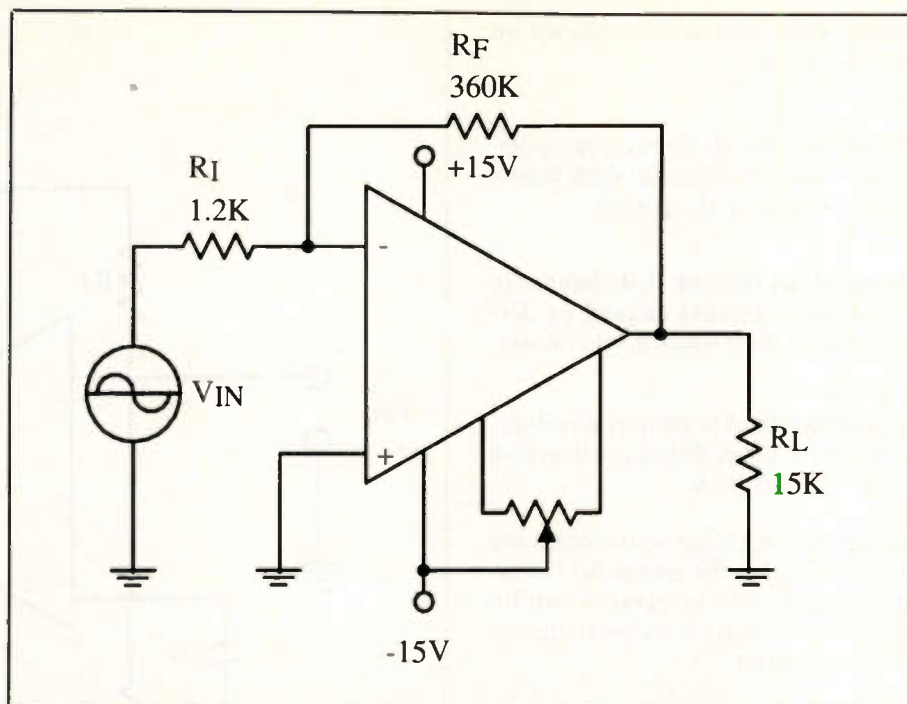 RF
360K
+15V
RI
1.2K
-
VIN
+
RL
15K
-15V